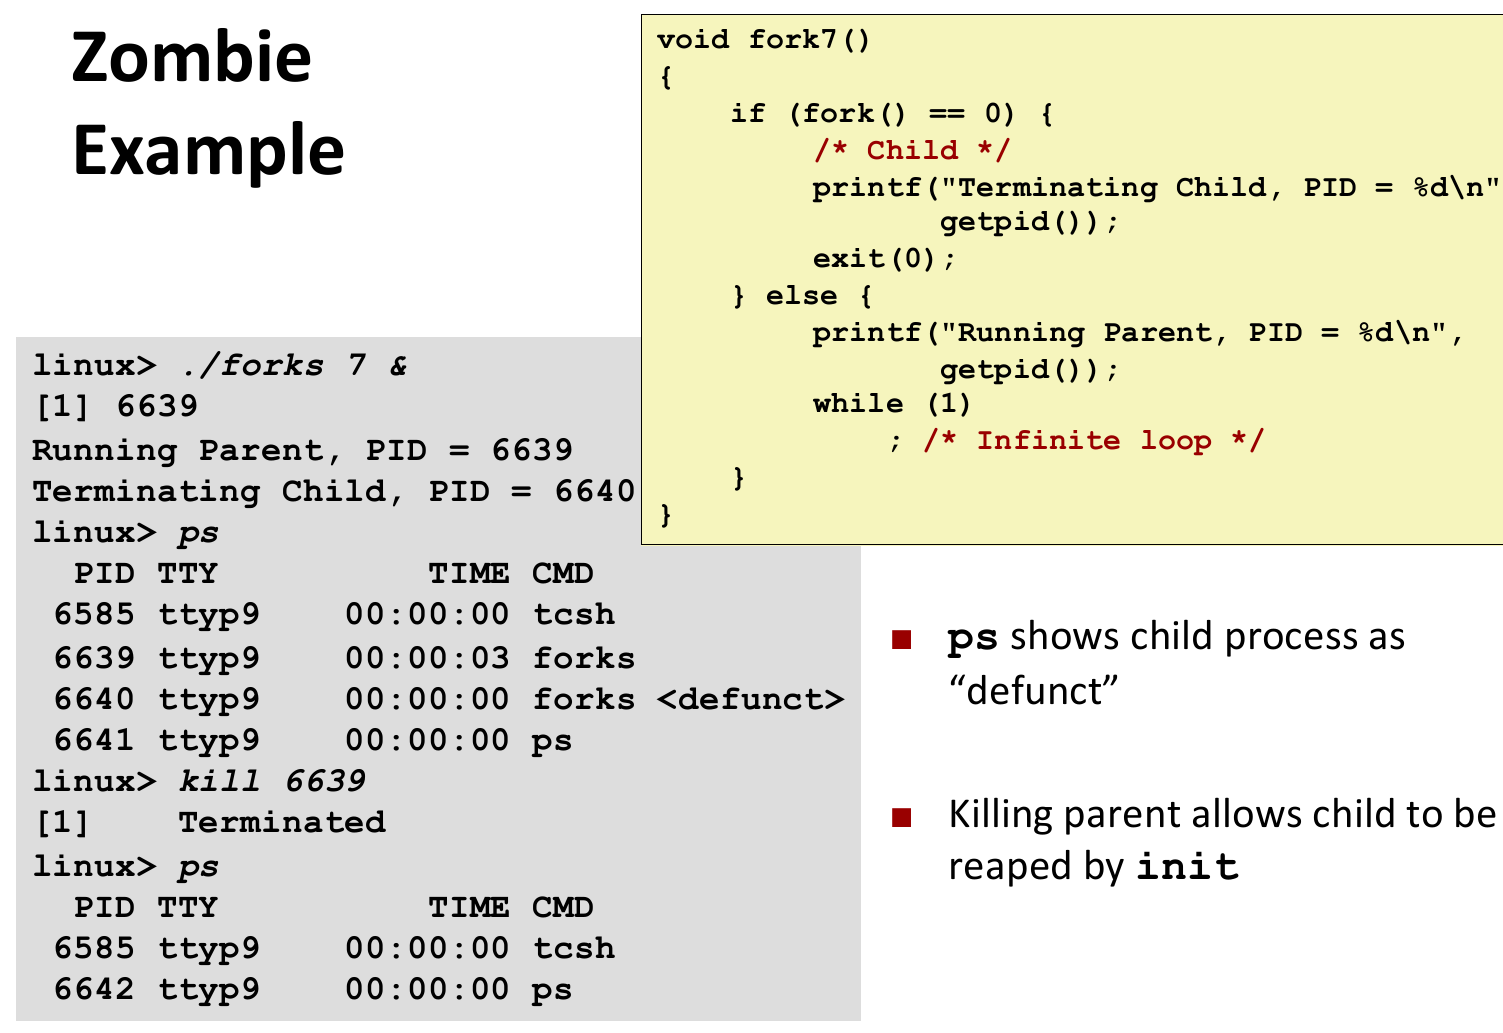 Zombie
Example
void fork7()
{
    if (fork() == 0) {
        /* Child */
        printf("Terminating Child, PID = %d\n"
               getpid());
        exit(0);
    } else {
        printf("Running Parent, PID = %d\n",
               getpid());
        while (1)
            ; /* Infinite loop */
    }
}
linux> ./forks 7 &
[1] 6639
Running Parent, PID = 6639
Terminating Child, PID = 6640
linux> ps
  PID TTY          TIME CMD
 6585 ttyp9    00:00:00 tcsh
 6639 ttyp9    00:00:03 forks
 6640 ttyp9    00:00:00 forks <defunct>
 6641 ttyp9    00:00:00 ps
linux> kill 6639
[1]    Terminated
linux> ps
  PID TTY          TIME CMD
 6585 ttyp9    00:00:00 tcsh
 6642 ttyp9    00:00:00 ps
■ ps shows child process as
“defunct”
■ Killing parent allows child to be
reaped by init